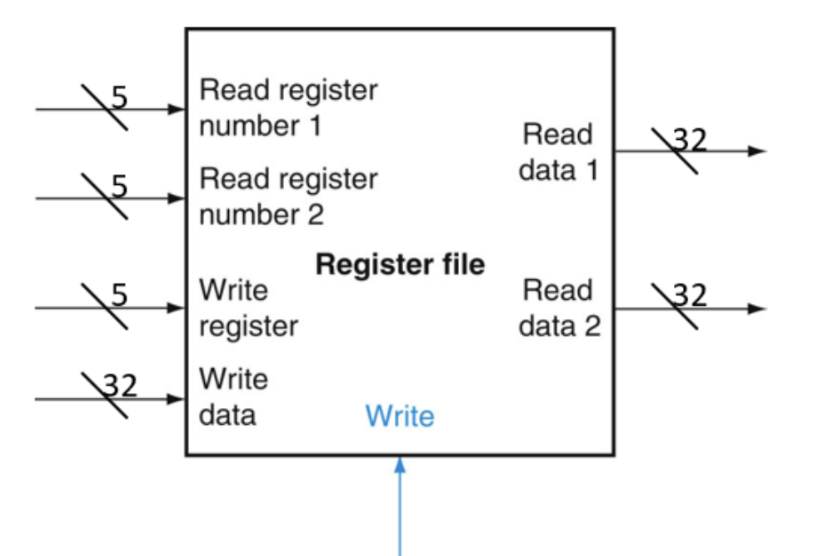 5
Read register
number 1
5
Read register
number 2
5
Write
register
32
Write
data
Register file
Write
Read
data 1
32
Read
data 2
32